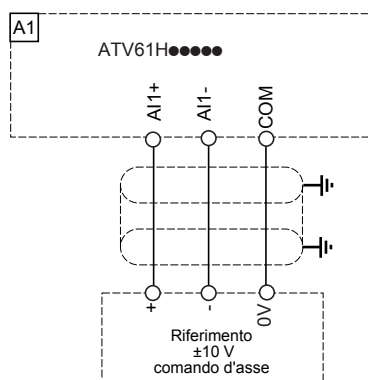 A1
ATV61H●●●●●
AI1+
AI1-
COM
+
-
0V
Riferimento
±10 V
comando d'asse